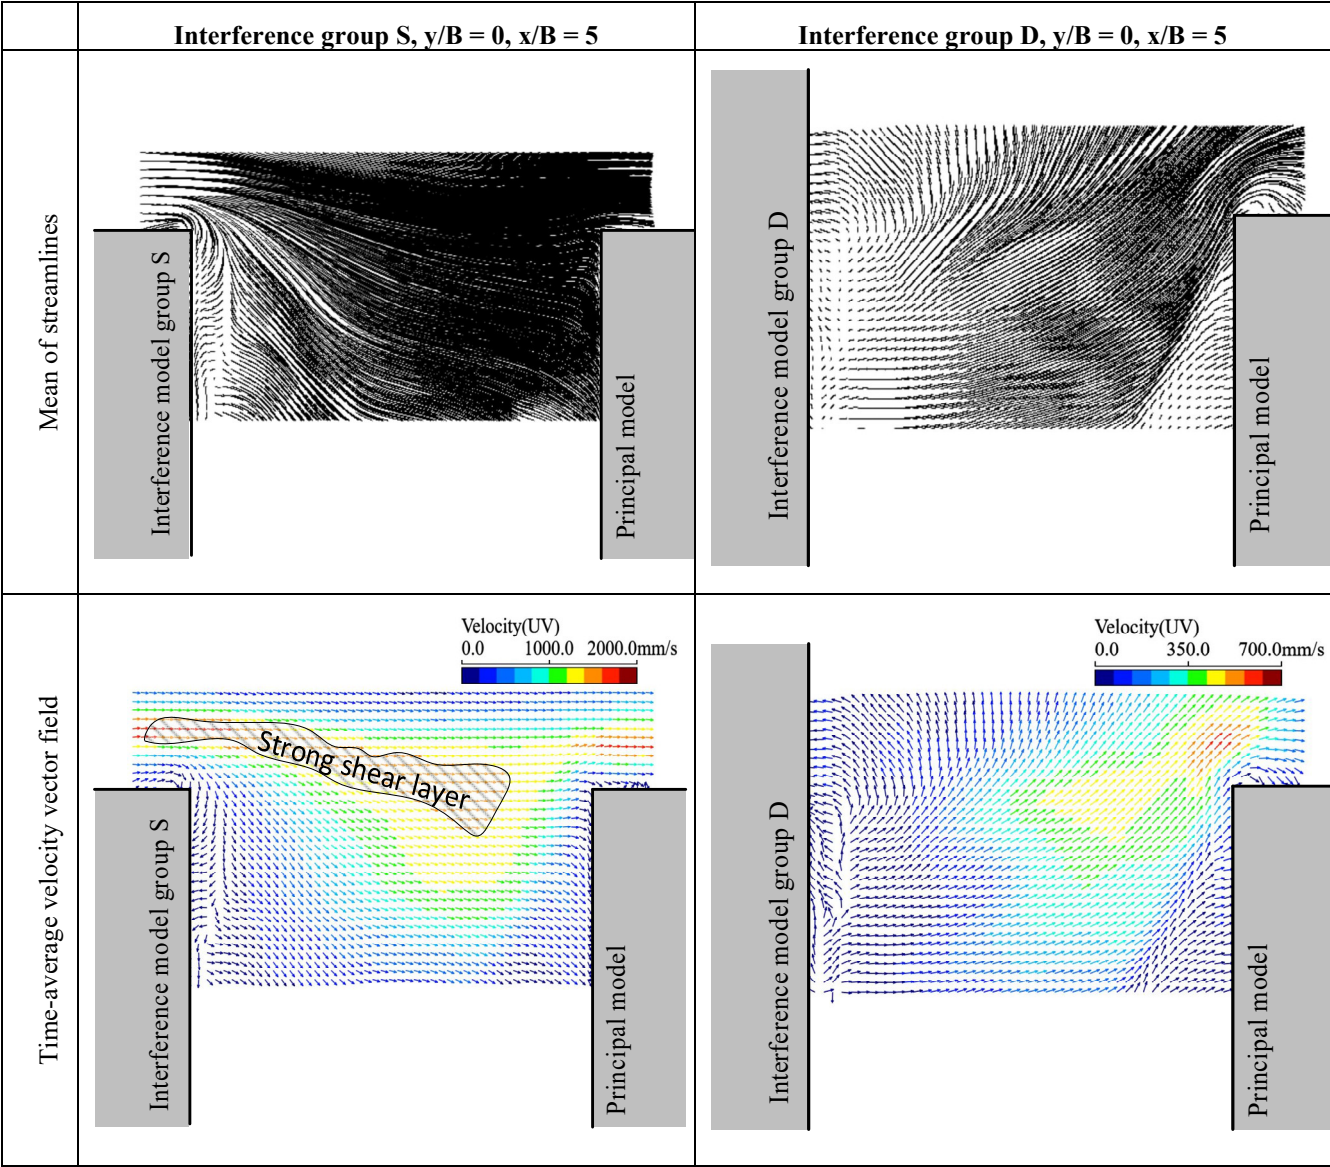 Interference group S, y/B = 0, x/B = 5
Interference group D, y/B = 0, x/B = 5
Mean of streamlines
Interference model group S
Principal model
Interference model group D
Principal model
Time-average velocity vector field
Velocity(UV)
0.0 1000.0 2000.0mm/s
Strong shear layer
Interference model group S
Principal model
Velocity(UV)
0.0 350.0 700.0mm/s
Interference model group D
Principal model